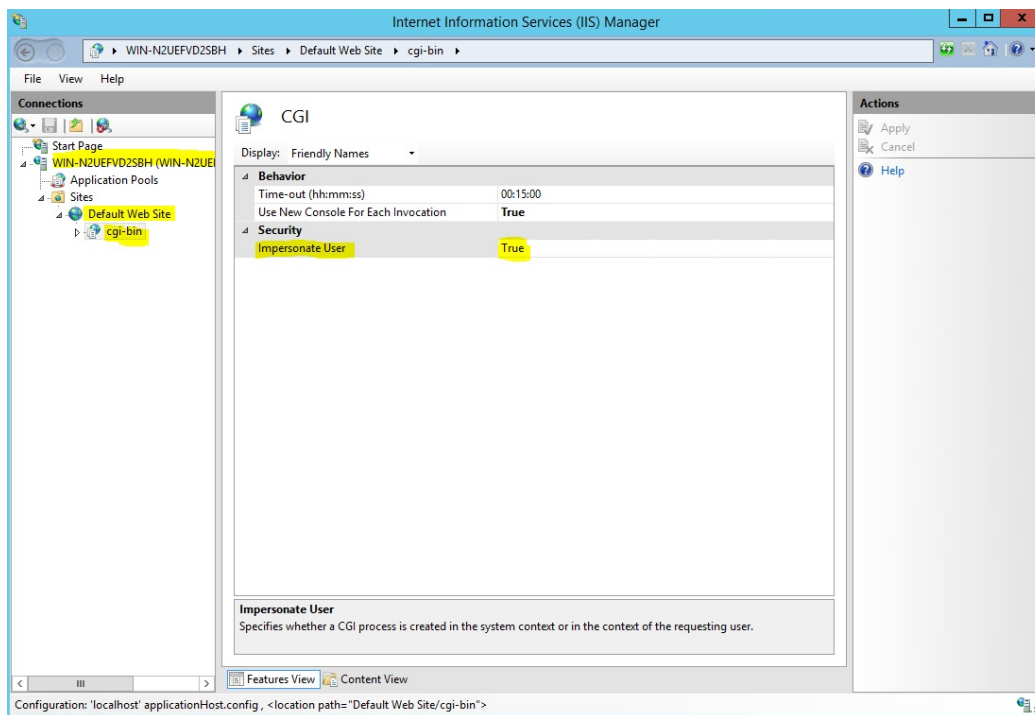 Internet Information Services (IIS) Manager
WIN-N2UEFVD2SBH Sites Default Web Site cgi-bin
File View Help
Connections
Start Page
WIN-N2UEFVD2SBH (WIN-N2UEF
Application Pools
Sites
Default Web Site
cgi-bin
CGI
Display: Friendly Names
Behavior
Time-out (hh:mm:ss) 00:15:00
Use New Console For Each Invocation True
Security
Impersonate User True
Impersonate User
Specifies whether a CGI process is created in the system context or in the context of the requesting user.
Features View Content View
Actions
Apply
Cancel
Help
Configuration: 'localhost' applicationHost.config , <location path="Default Web Site/cgi-bin">